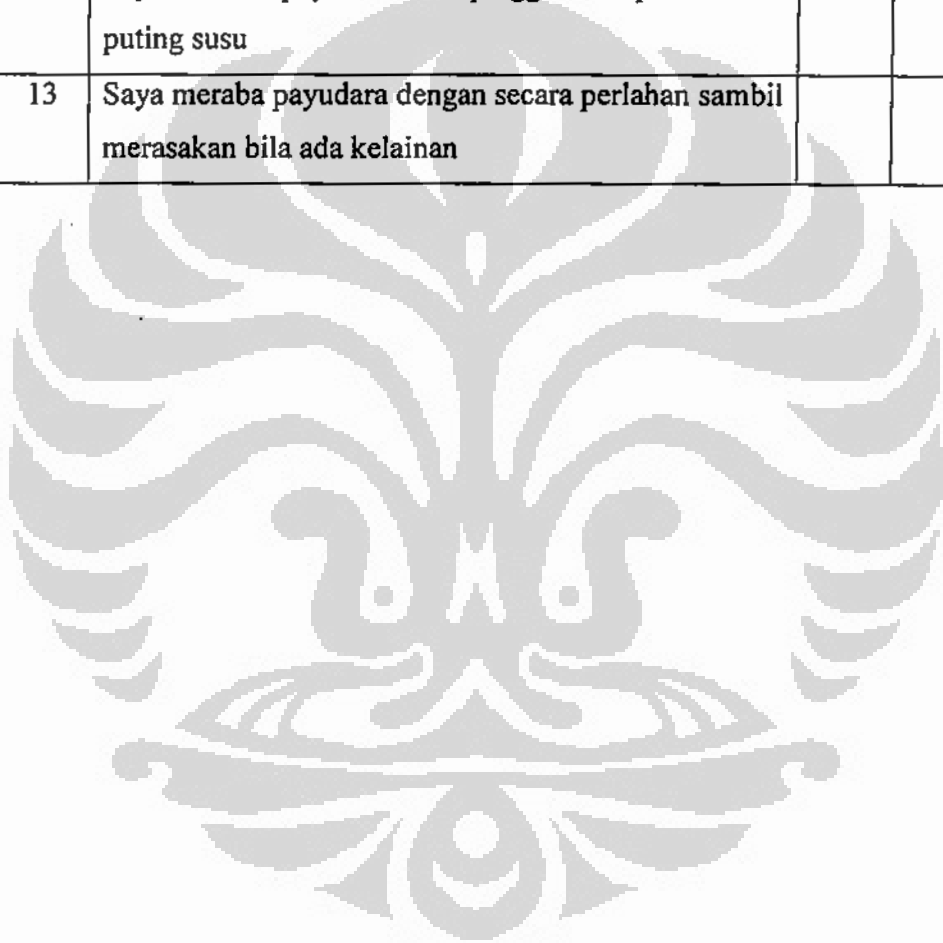 puting susu
13 Saya meraba payudara dengan secara perlahan sambil
merasakan bila ada kelainan